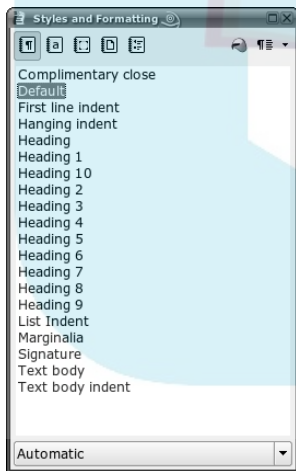 Styles and Formatting
Complimentary close
Default
First line indent
Hanging indent
Heading
Heading 1
Heading 10
Heading 2
Heading 3
Heading 4
Heading 5
Heading 6
Heading 7
Heading 8
Heading 9
List Indent
Marginalia
Signature
Text body
Text body indent
Automatic